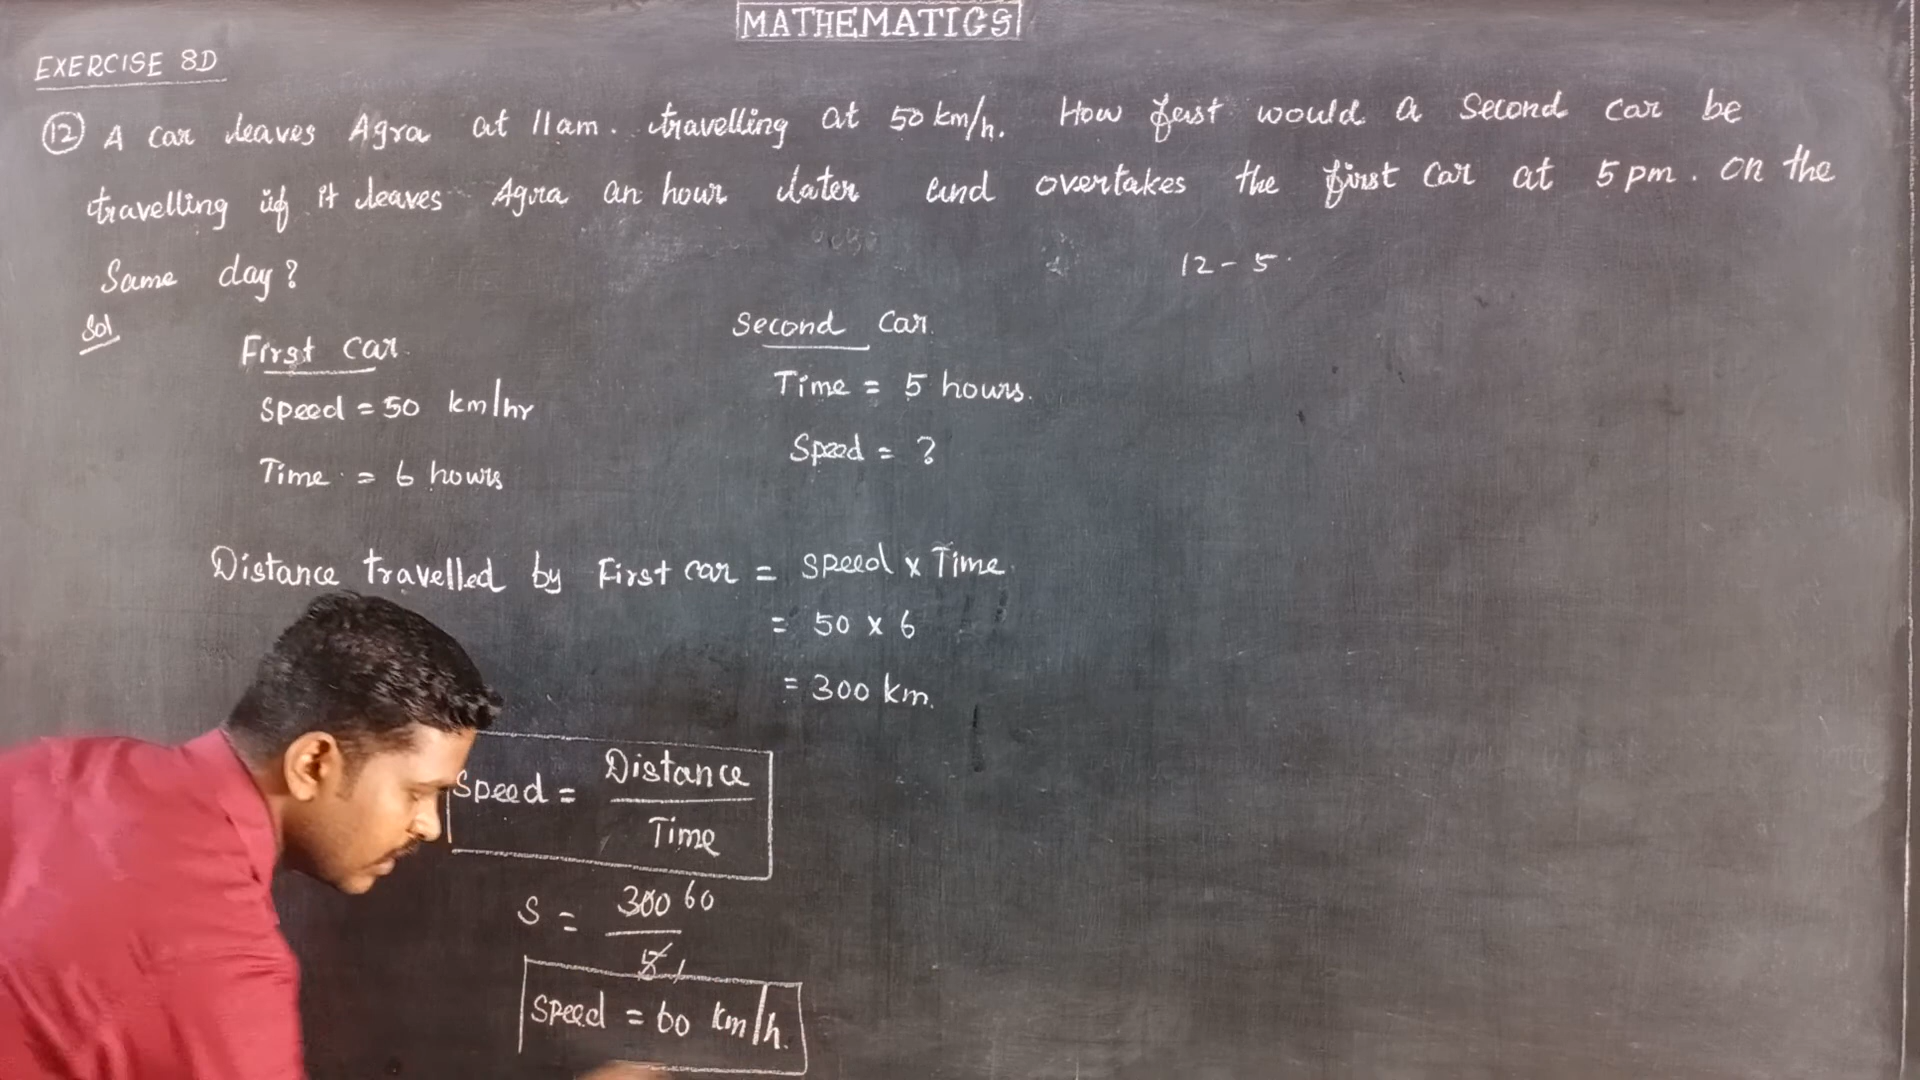 MATHEMATICS
EXERCISE 8D
(12) A car leaves Agra at 11am. travelling at 50 km/h. How fast would a second car be
travelling if it leaves Agra an hour later and overtakes the first car at 5 pm. on the
Same day?
12 - 5.
Sol
First car
Speed = 50 km/hr
Time = 6 hours
Second Car.
Time = 5 hours.
Speed = ?
Distance travelled by First car = speed x Time
= 50 x 6
= 300 km.
Speed = Distance / Time
S = 300 60 / 5 1
Speed = 60 km/h.